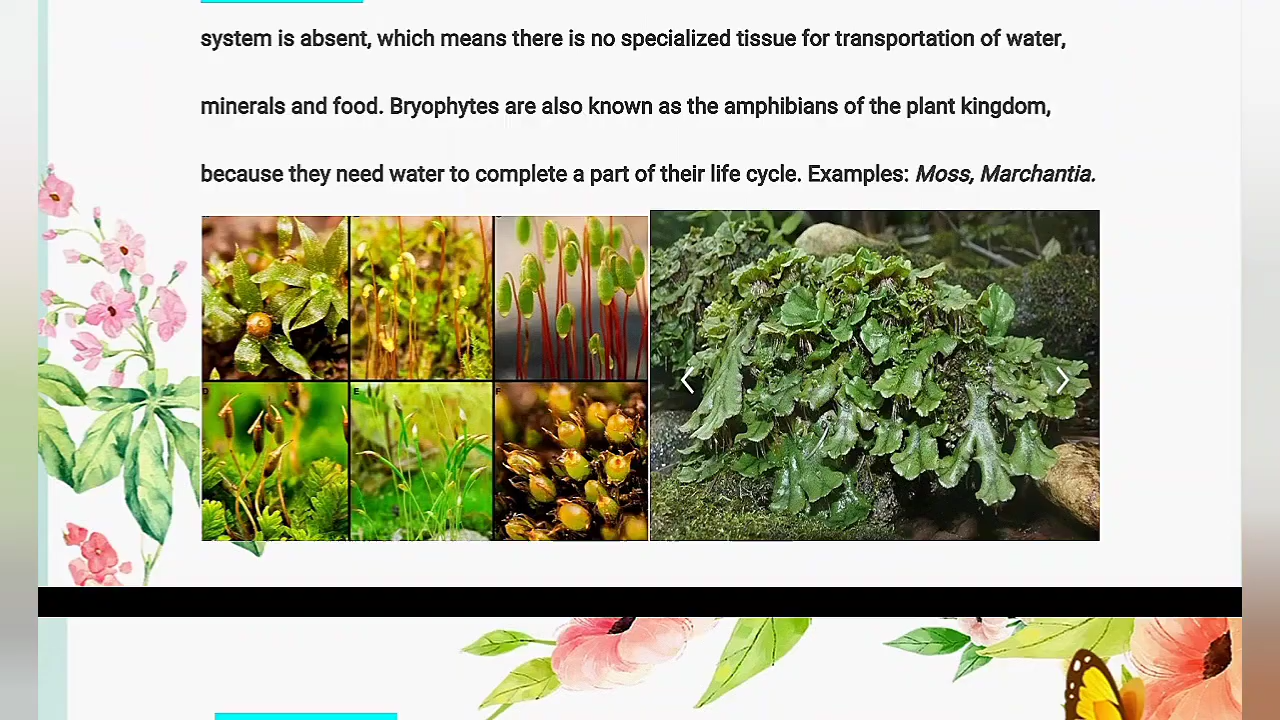 system is absent, which means there is no specialized tissue for transportation of water,
minerals and food. Bryophytes are also known as the amphibians of the plant kingdom,
because they need water to complete a part of their life cycle. Examples: Moss, Marchantia.
D
E
F